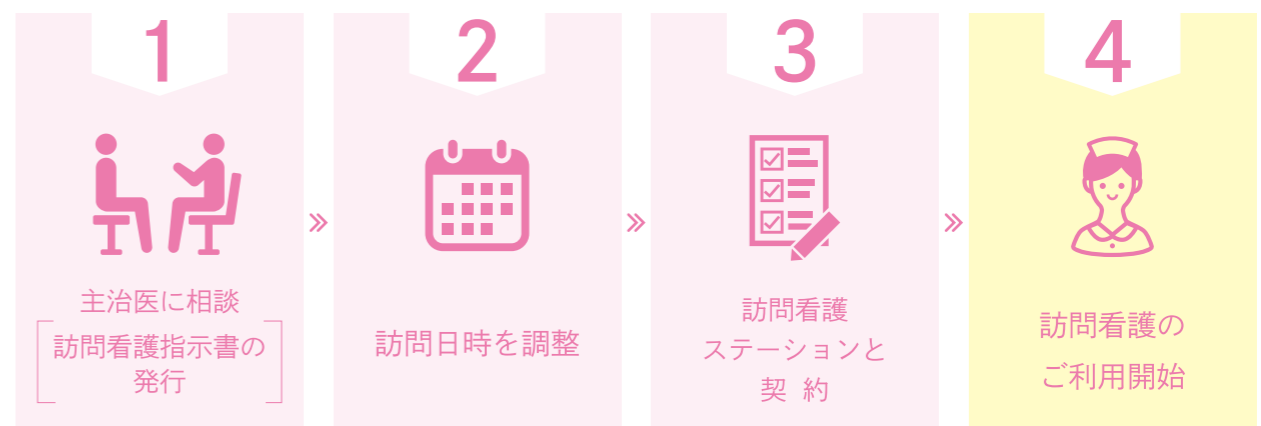 1
主治医に相談
訪問看護指示書の
発行
2
訪問日時を調整
3
訪問看護
ステーションと
契 約
4
訪問看護の
ご利用開始